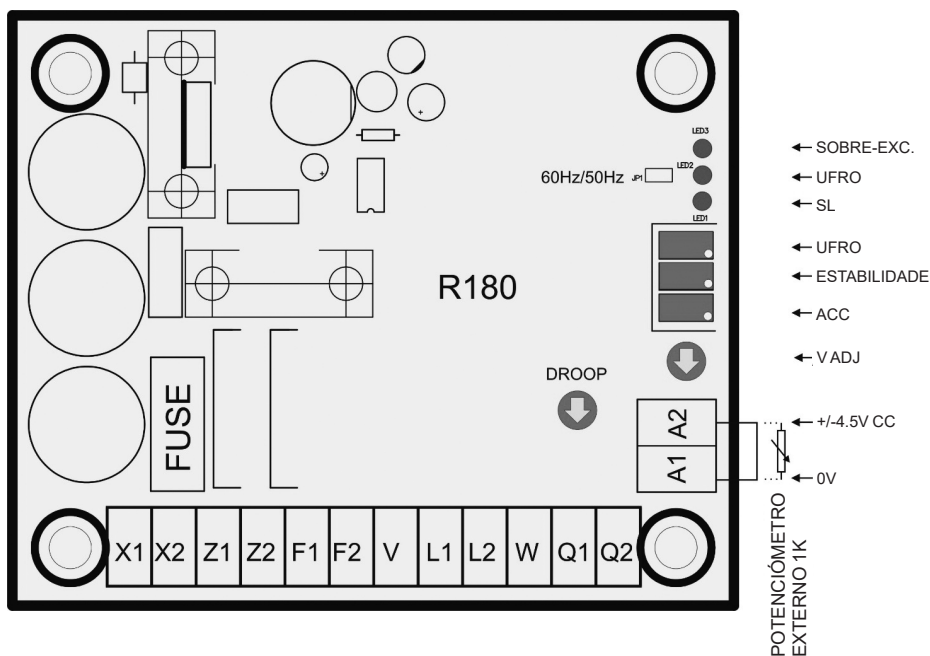 LED3
SOBRE-EXC.
60Hz/50Hz JP1 LED2
UFRO
SL
LED1
UFRO
R180
ESTABILIDADE
ACC
V ADJ
DROOP
FUSE
A2
+/-4.5V CC
A1
0V
X1 X2 Z1 Z2 F1 F2 V L1 L2 W Q1 Q2
POTENCIÓMETRO
EXTERNO 1K